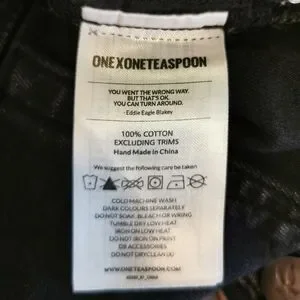 ONEXONETEASPOON
YOU WENT THE WRONG WAY.
BUT THAT'S OK.
YOU CAN TURN AROUND.
-Eddie Eagle Blakey
100% COTTON
EXCLUDING TRIMS
Hand Made in China
We suggest the following care be taken
COLD MACHINE WASH
DARK COLOURS SEPARATELY
DO NOT SOAK, BLEACH OR WRING
TUMBLE DRY LOW HEAT
IRON ON LOW HEAT
DO NOT IRON ON PRINT
OR ACCESSORIES
DO NOT DRY CLEAN
WWW.ONETEASPOON.COM